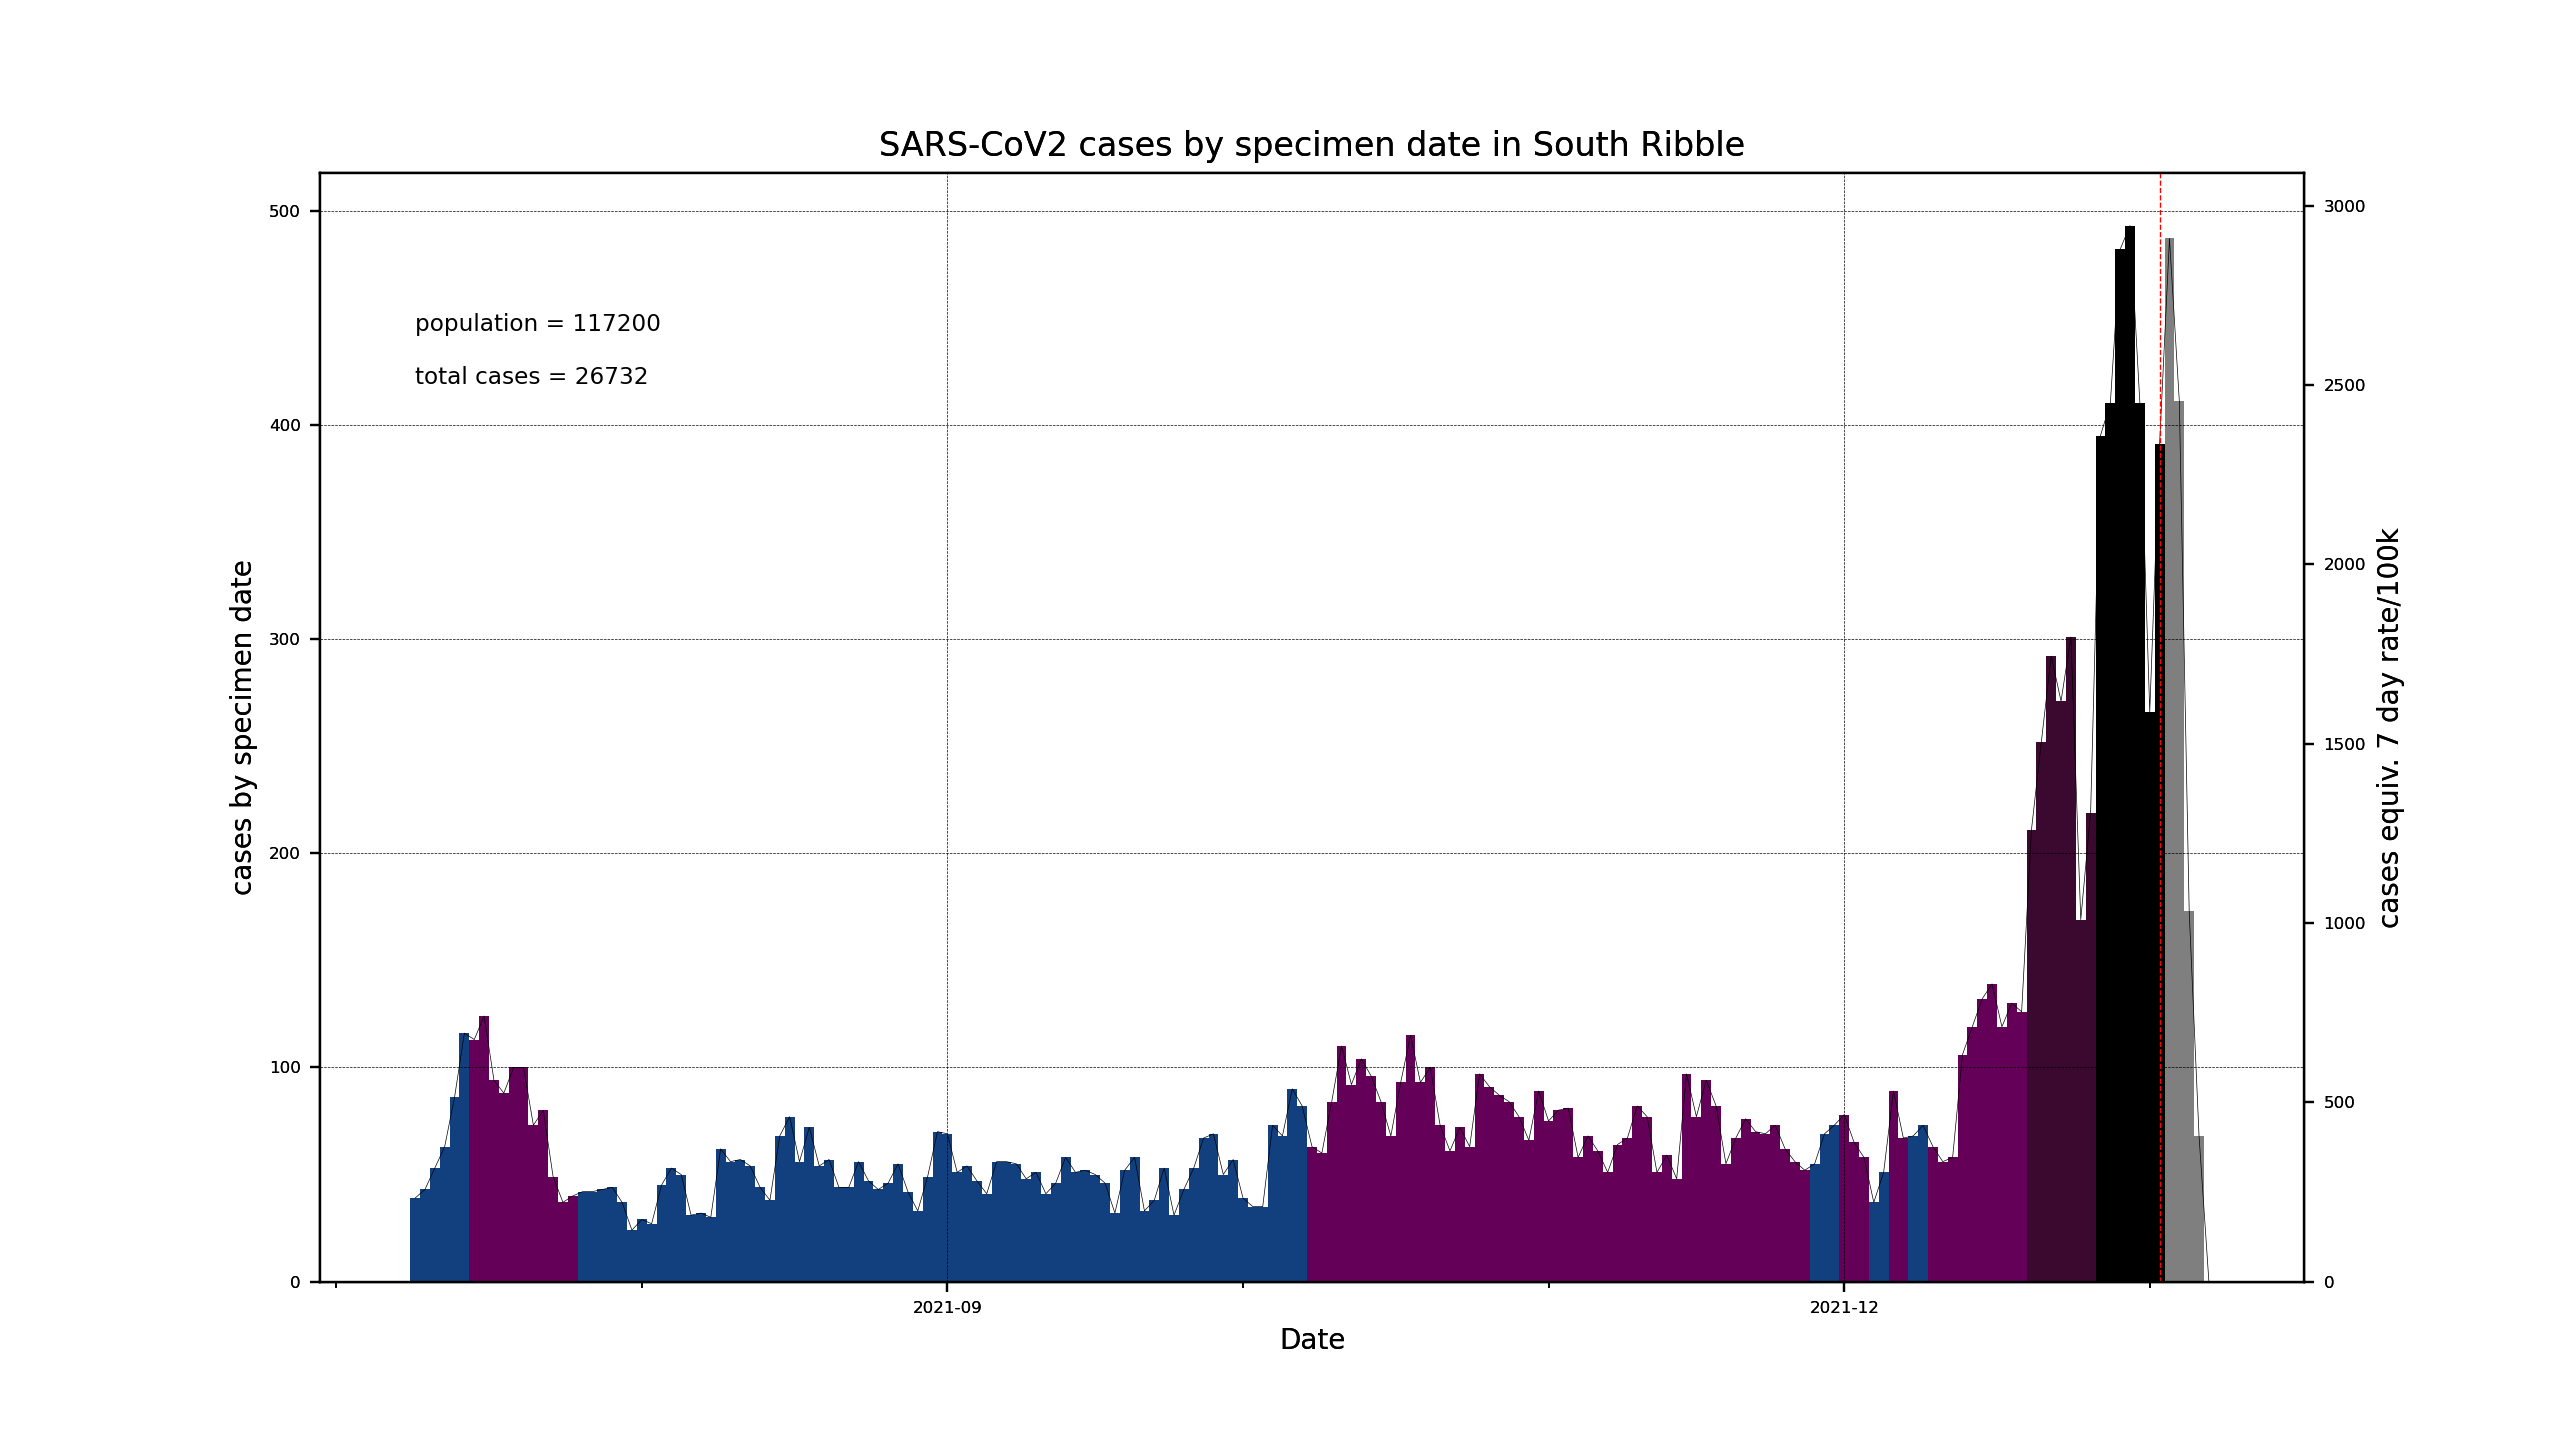 SARS-CoV2 cases by specimen date in South Ribble
population = 117200
total cases = 26732
cases by specimen date
500
400
300
200
100
0
3000
2500
2000
1500
1000
500
0
cases equiv. 7 day rate/100k
2021-09
2021-12
Date